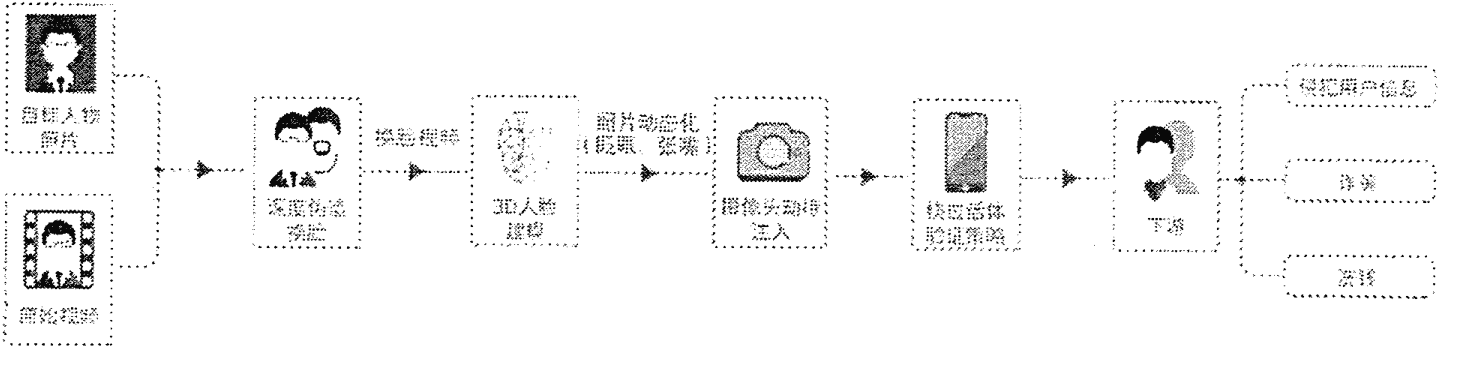 目标人物
照片
原始视频
深度伪造
换脸
换脸视频
3D人脸
建模
照片动态化
（眨眼、张嘴）
摄像头劫持
注入
绕过活体
验证策略
下游
侵犯用户信息
诈骗
洗钱